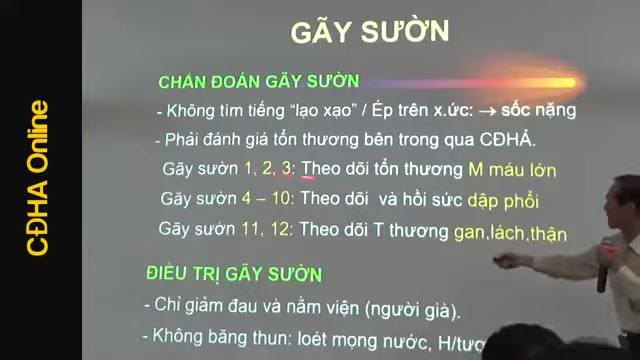 GÃY SƯỜN
CHẨN ĐOÁN GÃY SƯỜN
- Không tìm tiếng “lạo xạo” / Ép trên x.ức: → sốc nặng
- Phải đánh giá tổn thương bên trong qua CĐHẢ.
Gãy sườn 1, 2, 3: Theo dõi tổn thương M máu lớn
Gãy sườn 4 – 10: Theo dõi và hồi sức dập phổi
Gãy sườn 11, 12: Theo dõi T thương gan,lách,thận
ĐIỀU TRỊ GÃY SƯỜN
- Chỉ giảm đau và nằm viện (người già).
- Không băng thun: loét mọng nước,
CĐHA Online